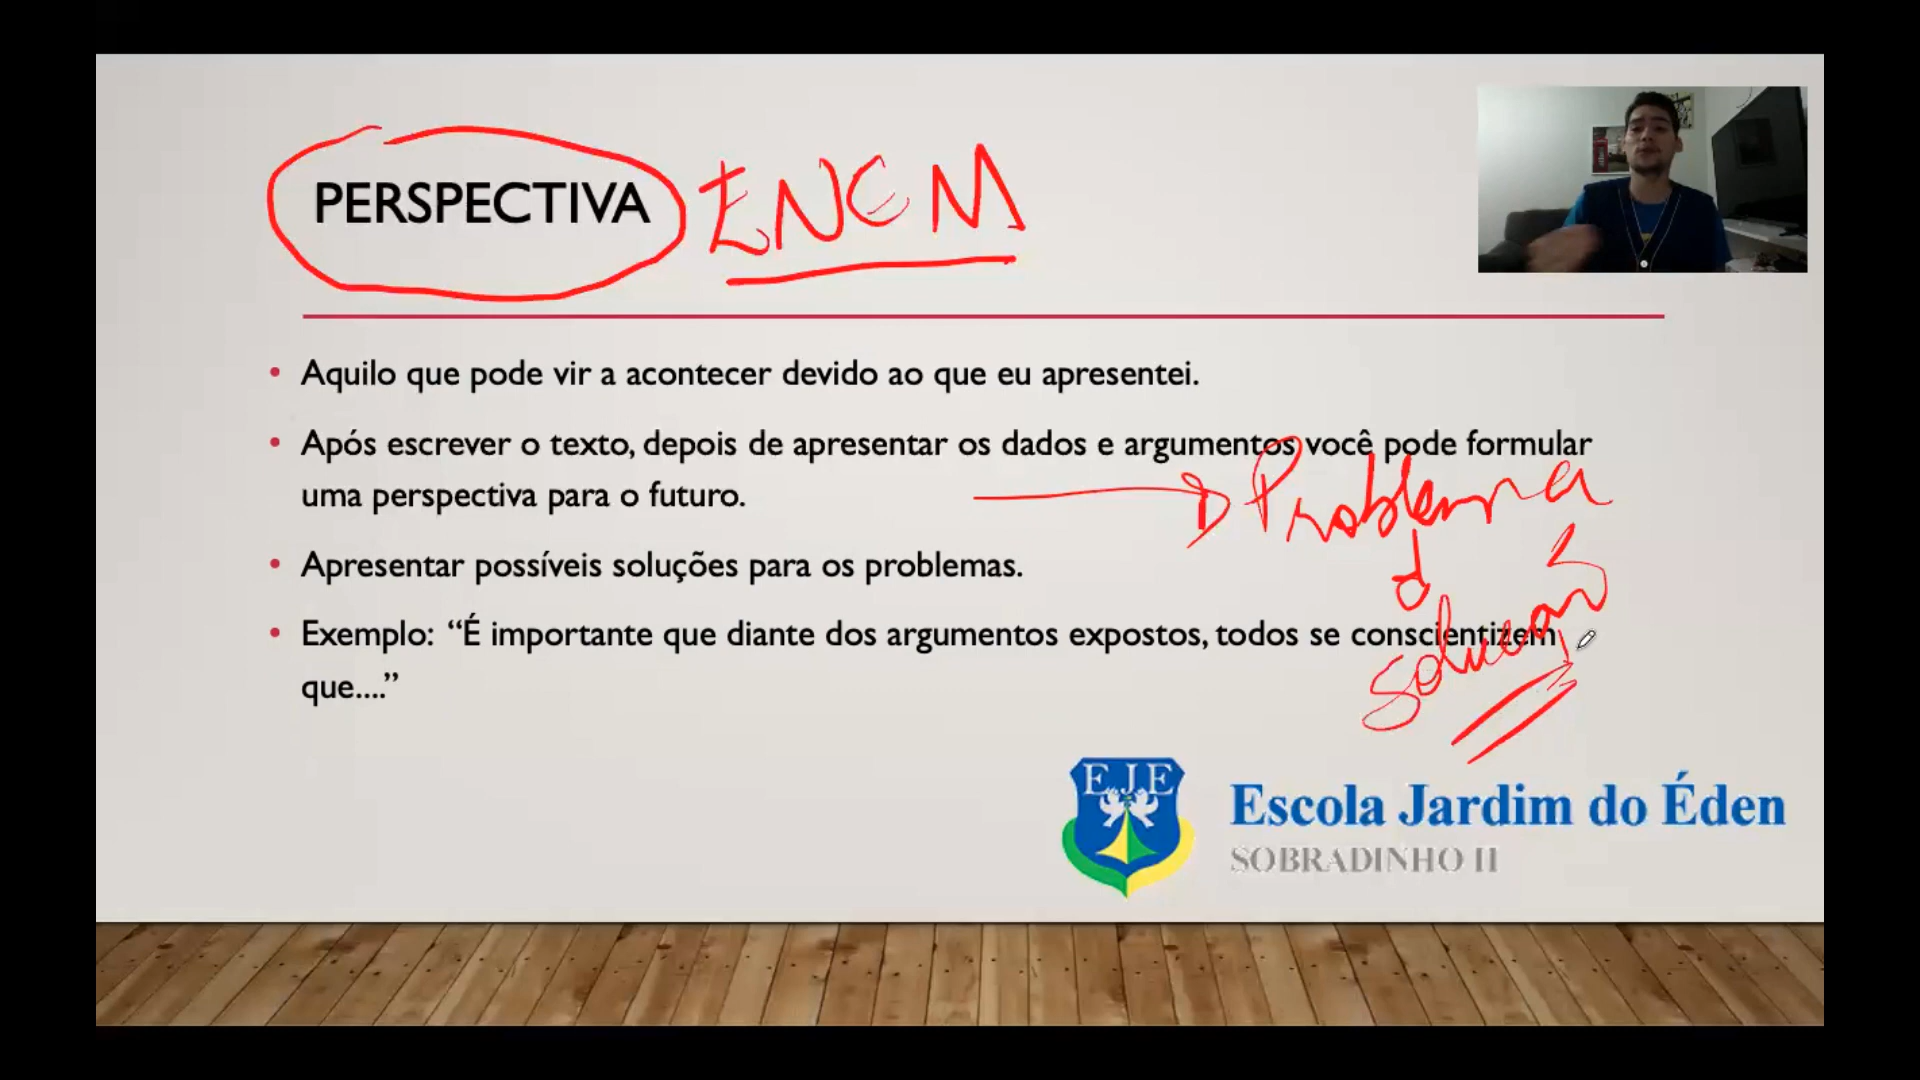 PERSPECTIVA ENEM
• Aquilo que pode vir a acontecer devido ao que eu apresentei.
• Após escrever o texto, depois de apresentar os dados e argumentos você pode formular
uma perspectiva para o futuro.
Problema
• Apresentar possíveis soluções para os problemas.
• Exemplo: “É importante que diante dos argumentos expostos, todos se conscientizem
que....”
solucão
EJE
Escola Jardim do Éden
SOBRADINHO II